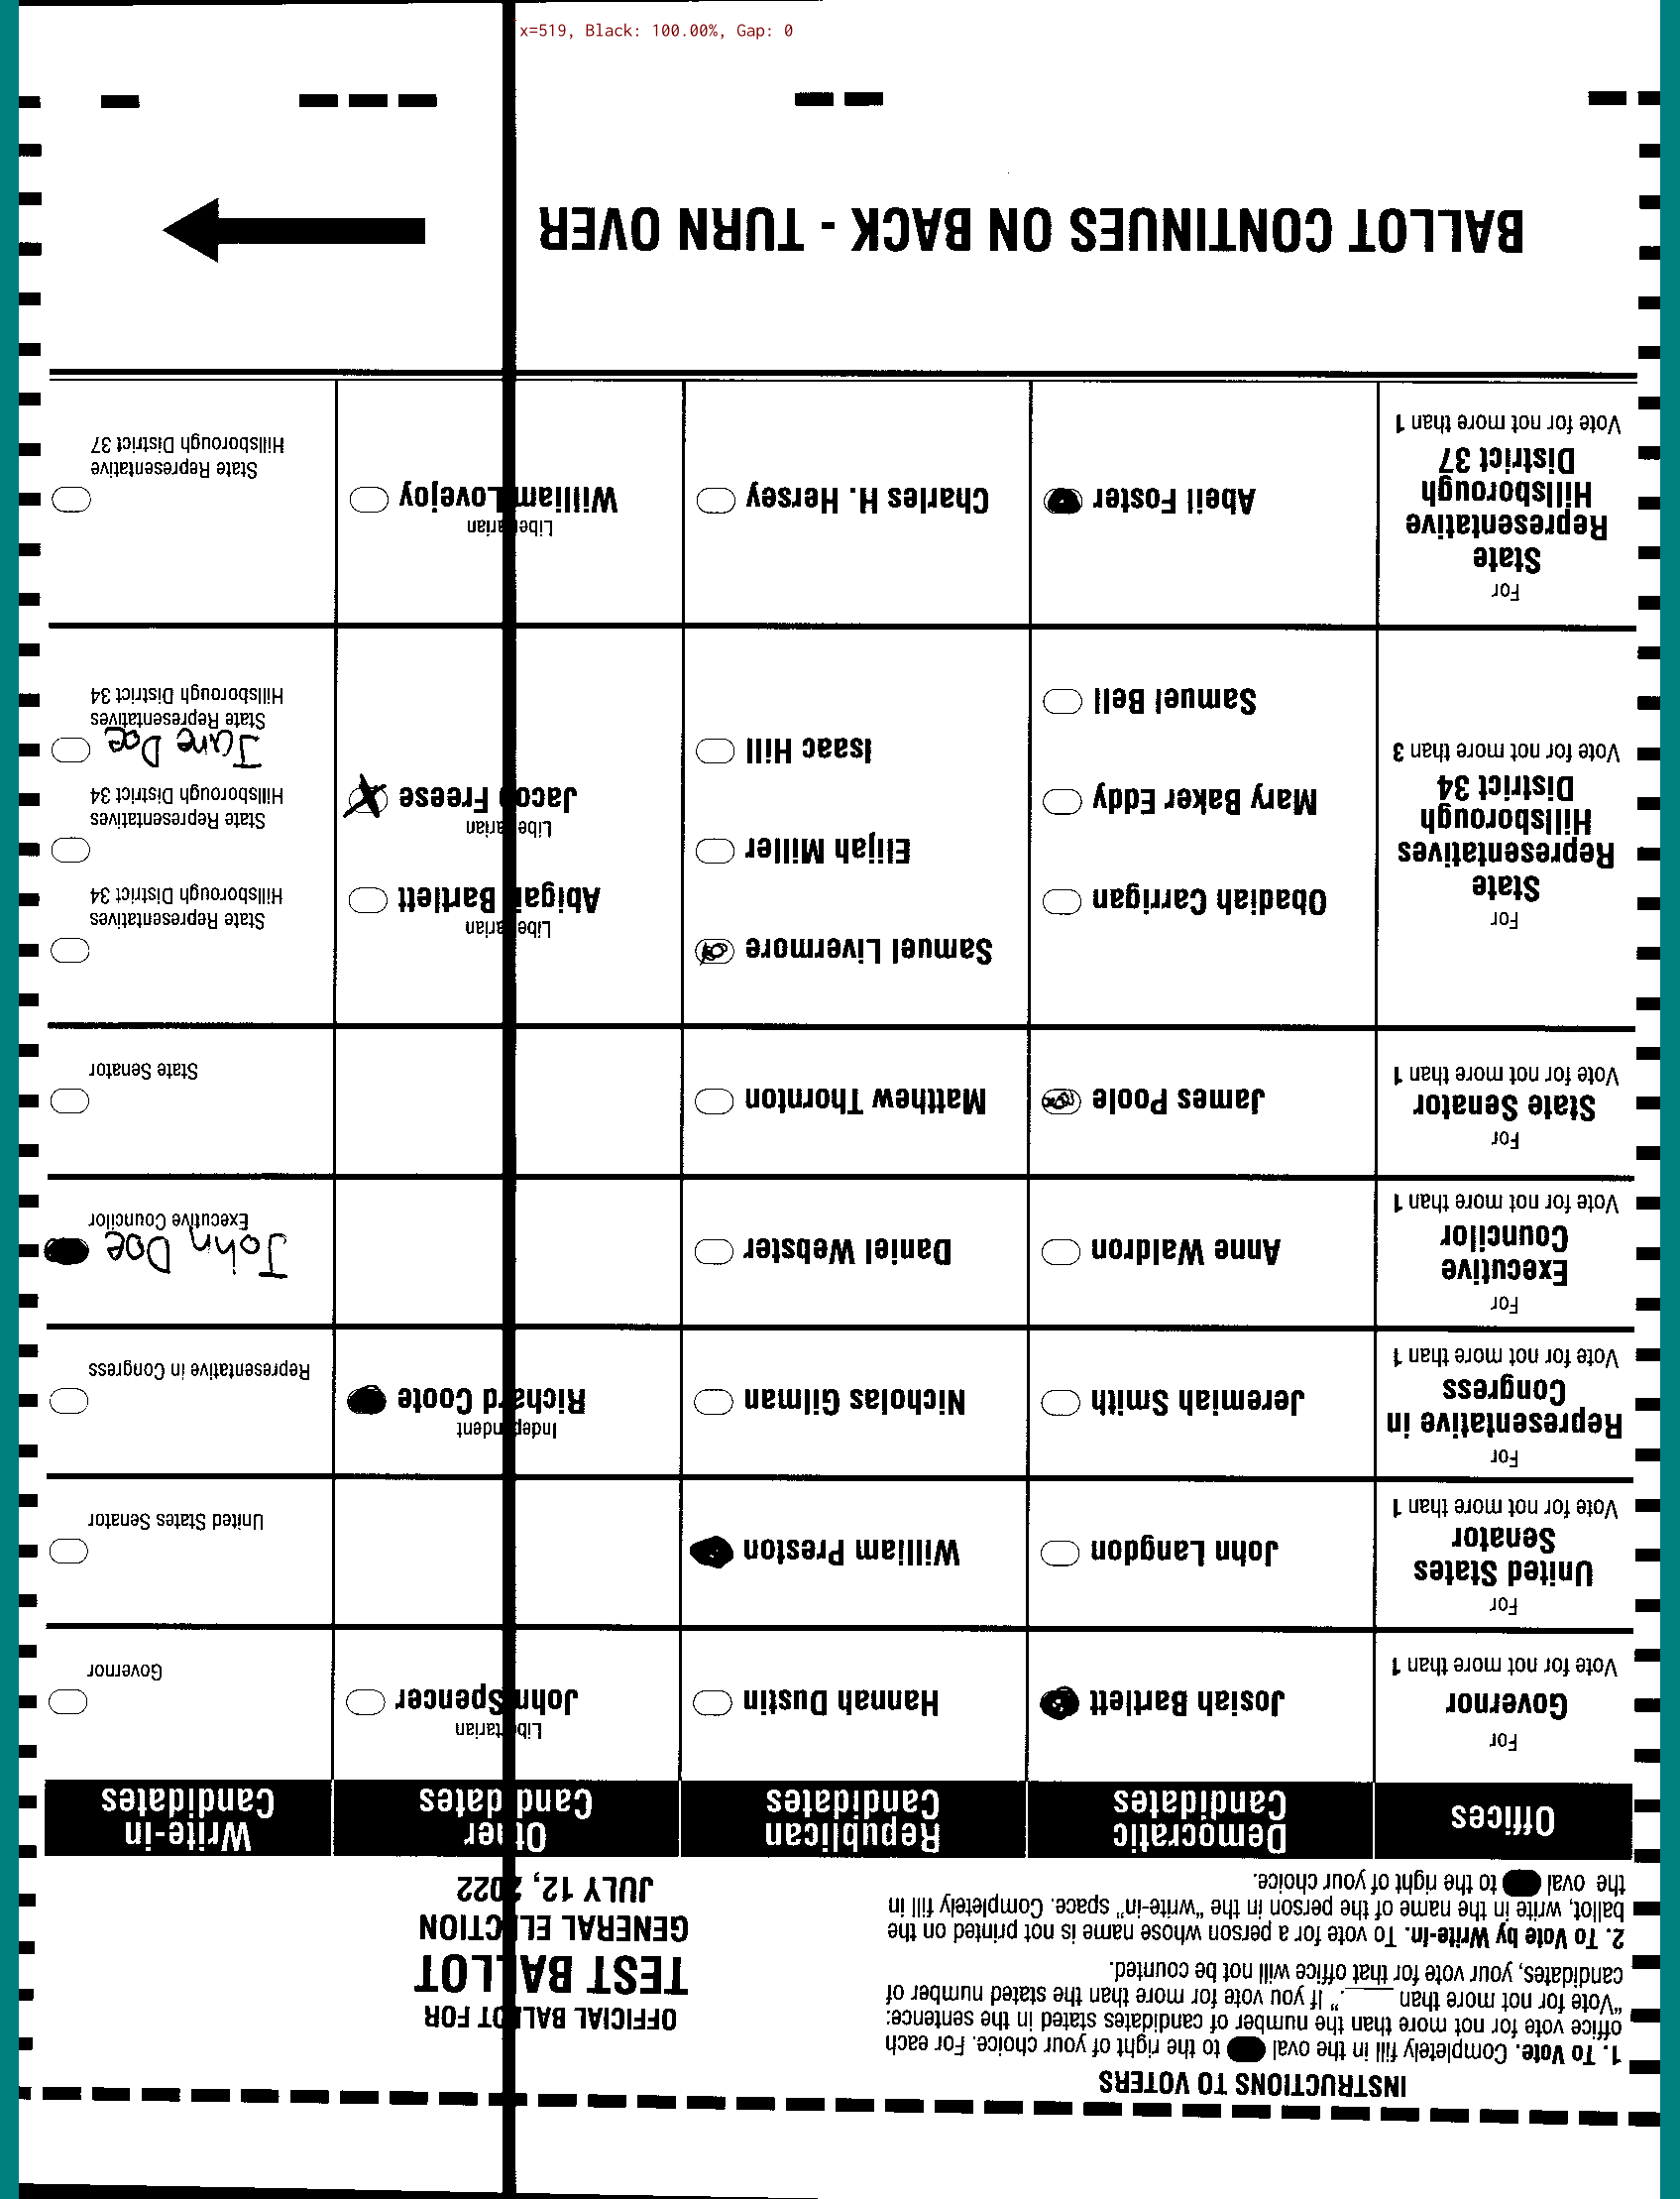 x=519, Black: 100.00%, Gap: 0
INSTRUCTIONS TO VOTERS
1. To Vote. Completely fill in the oval to the right of your choice. For each
office vote for not more than the number of candidates stated in the sentence:
"Vote for not more than ____." If you vote for more than the stated number of
candidates, your vote for that office will not be counted.
2. To Vote by Write-In. To vote for a person whose name is not printed on the
ballot, write in the name of the person in the "write-in" space. Completely fill in
the oval to the right of your choice.
OFFICIAL BALLOT FOR
TEST BALLOT
GENERAL ELECTION
JULY 12, 2022
Offices
Democratic
Candidates
Republican
Candidates
Other
Candidates
Write-in
Candidates
For
Governor
Vote for not more than 1
Josiah Bartlett
Hannah Dustin
Libertarian
John Spencer
Governor
For
United States
Senator
Vote for not more than 1
John Langdon
William Preston
United States Senator
For
Representative in
Congress
Vote for not more than 1
Jeremiah Smith
Nicholas Gilman
Independent
Richard Coote
Representative in Congress
For
Executive
Councilor
Vote for not more than 1
Anne Waldron
Daniel Webster
John Doe
Executive Councilor
For
State Senator
Vote for not more than 1
James Poole
Matthew Thornton
State Senator
For
State
Representatives
Hillsborough
District 34
Vote for not more than 3
Obadiah Carrigan
Mary Baker Eddy
Samuel Bell
Samuel Livermore
Elijah Miller
Isaac Hill
Libertarian
Abigail Bartlett
Libertarian
Jacob Freese
State Representatives
Hillsborough District 34
State Representatives
Hillsborough District 34
Jane Doe
State Representatives
Hillsborough District 34
For
State
Representative
Hillsborough
District 37
Vote for not more than 1
Abeil Foster
Charles H. Hersey
Libertarian
William Lovejoy
State Representative
Hillsborough District 37
BALLOT CONTINUES ON BACK - TURN OVER